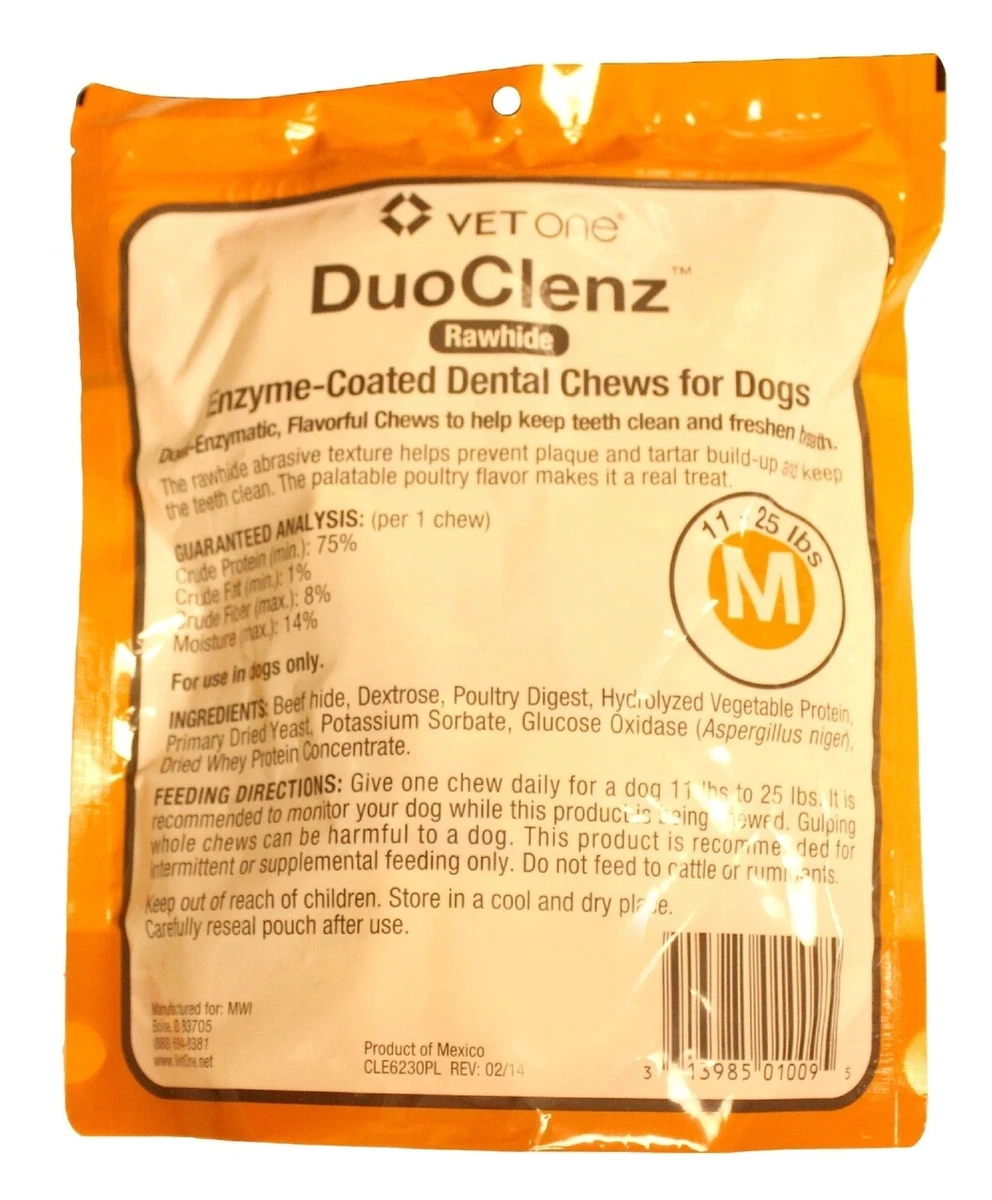 VET One®
DuoClenz™
Rawhide
Enzyme-Coated Dental Chews for Dogs
Dual-Enzymatic, Flavorful Chews to help keep teeth clean and freshen breath.
The rawhide abrasive texture helps prevent plaque and tartar build-up and keep
the teeth clean. The palatable poultry flavor makes it a real treat.
GUARANTEED ANALYSIS: (per 1 chew)
Crude Protein (min.): 75%
Crude Fat (min.): 1%
Crude Fiber (max.): 8%
Moisture (max.): 14%
11 - 25 lbs
M
For use in dogs only.
INGREDIENTS: Beef hide, Dextrose, Poultry Digest, Hydrolyzed Vegetable Protein,
Primary Dried Yeast, Potassium Sorbate, Glucose Oxidase (Aspergillus niger),
Dried Whey Protein Concentrate.
FEEDING DIRECTIONS: Give one chew daily for a dog 11 lbs to 25 lbs. It is
recommended to monitor your dog while this product is being chewed. Gulping
whole chews can be harmful to a dog. This product is recommended for
intermittent or supplemental feeding only. Do not feed to cattle or ruminants.
Keep out of reach of children. Store in a cool and dry place.
Carefully reseal pouch after use.
Manufactured for: MWI
Boise, ID 83705
(888)
www.VetOne.net
Product of Mexico
CLE6230PL REV: 02/14
3 13985 01009 5